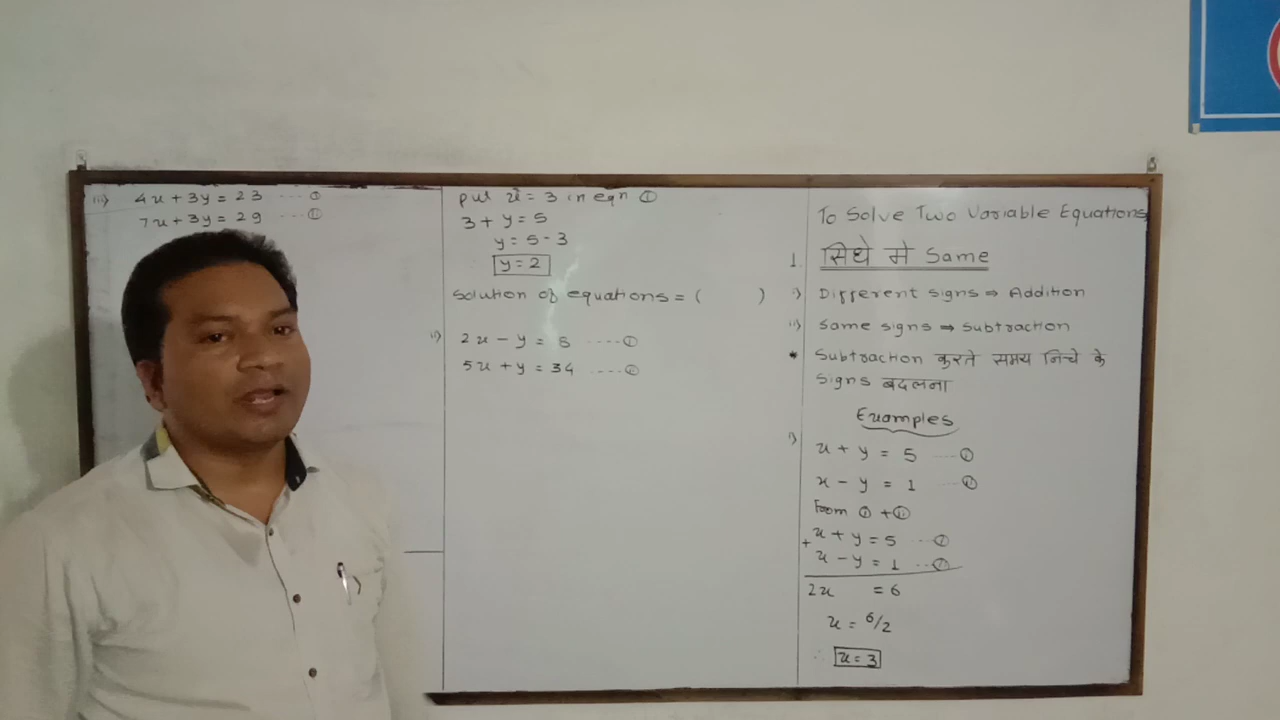 iii) 4x + 3y = 23 ---- ①
7x + 3y = 29 ---- ②
put x = 3 in eqn ①
3 + y = 5
y = 5 - 3
y = 2
Solution of equations = ( )
ii) 2x - y = 8 ----①
5x + y = 34 ----②
To Solve Two Variable Equations
1. सिधे मे Same
i) Different signs ⇒ Addition
ii) Same signs ⇒ Subtraction
* Subtraction करते समय निचे के
Signs बदलना
Examples
i) x + y = 5 ---- ①
x - y = 1 ---- ②
From ① + ②
+ x + y = 5 --- ①
x - y = 1 --- ②
2x = 6
x = 6/2
∴ x = 3